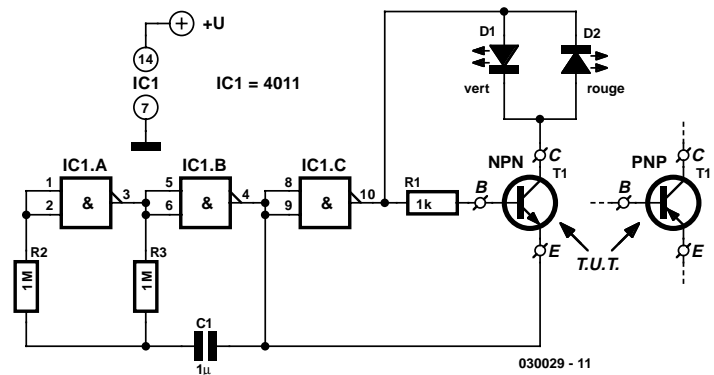 +U
14
IC1
7
IC1 = 4011
D1
D2
vert
rouge
IC1.A
IC1.B
IC1.C
NPN
C
T1
PNP
C
T1
1
2
&
3
5
6
&
4
8
9
&
10
R1
1k
B
B
E
T.U.T.
E
R2
1M
R3
1M
C1
1µ
030029 - 11